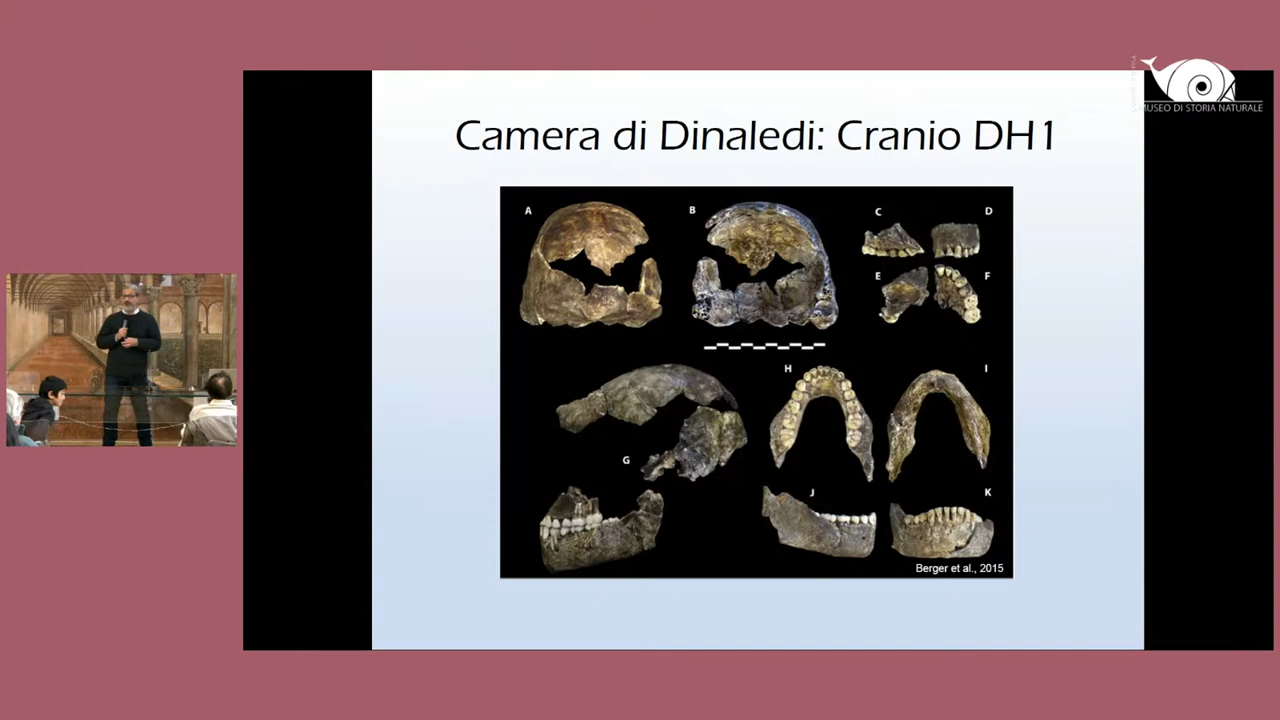 MUSEO DI STORIA NATURALE
Camera di Dinaledi: Cranio DH1
A
B
C
D
E
F
G
H
I
J
K
Berger et al., 2015